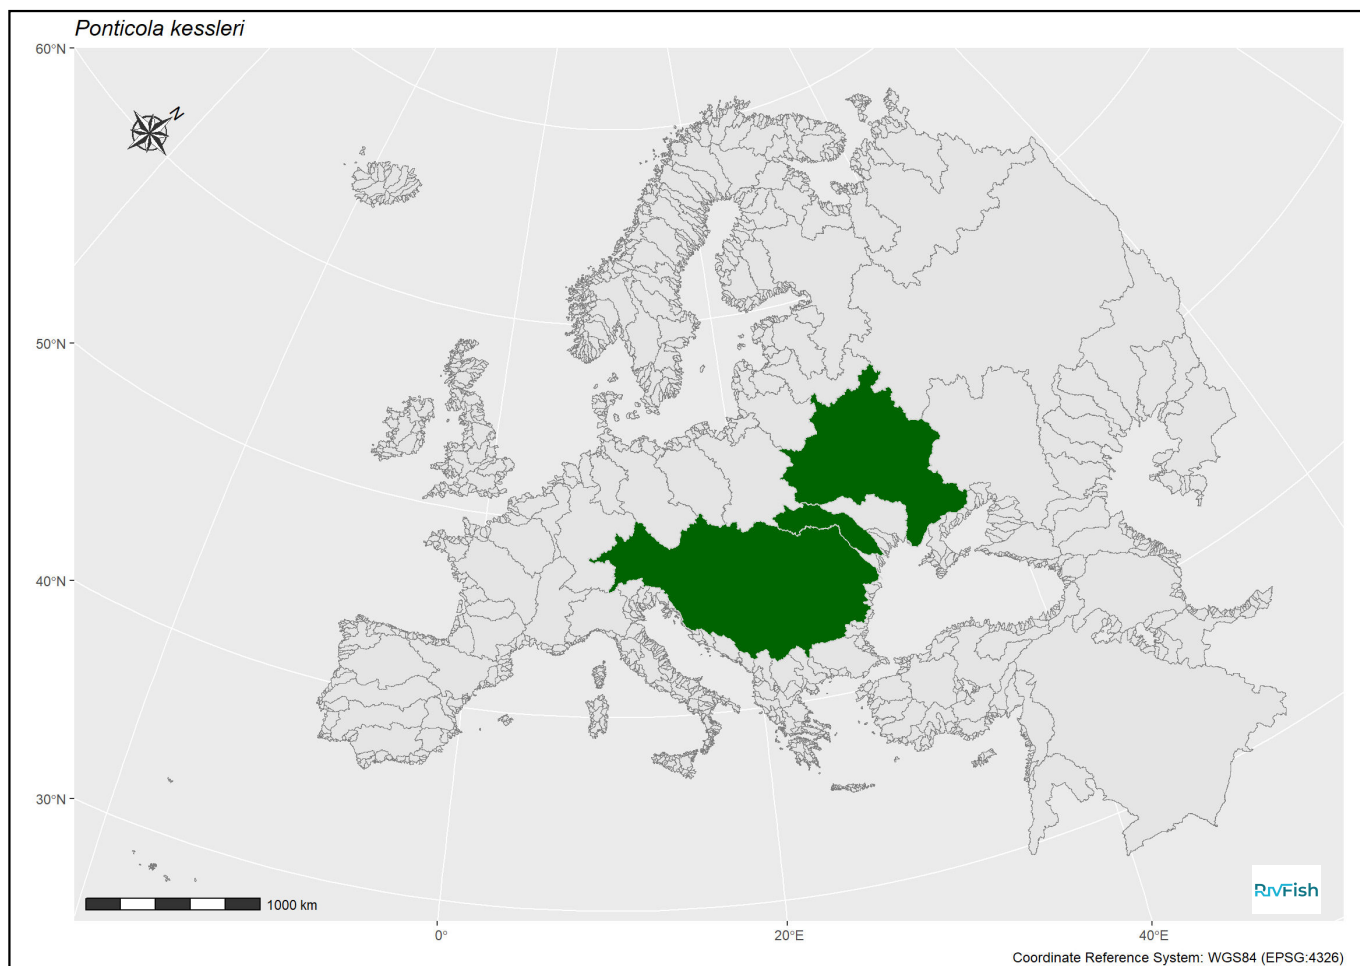 Ponticola kessleri
60°N
N
50°N
40°N
30°N
1000 km
RIVFish
0°
20°E
40°E
Coordinate Reference System: WGS84 (EPSG:4326)